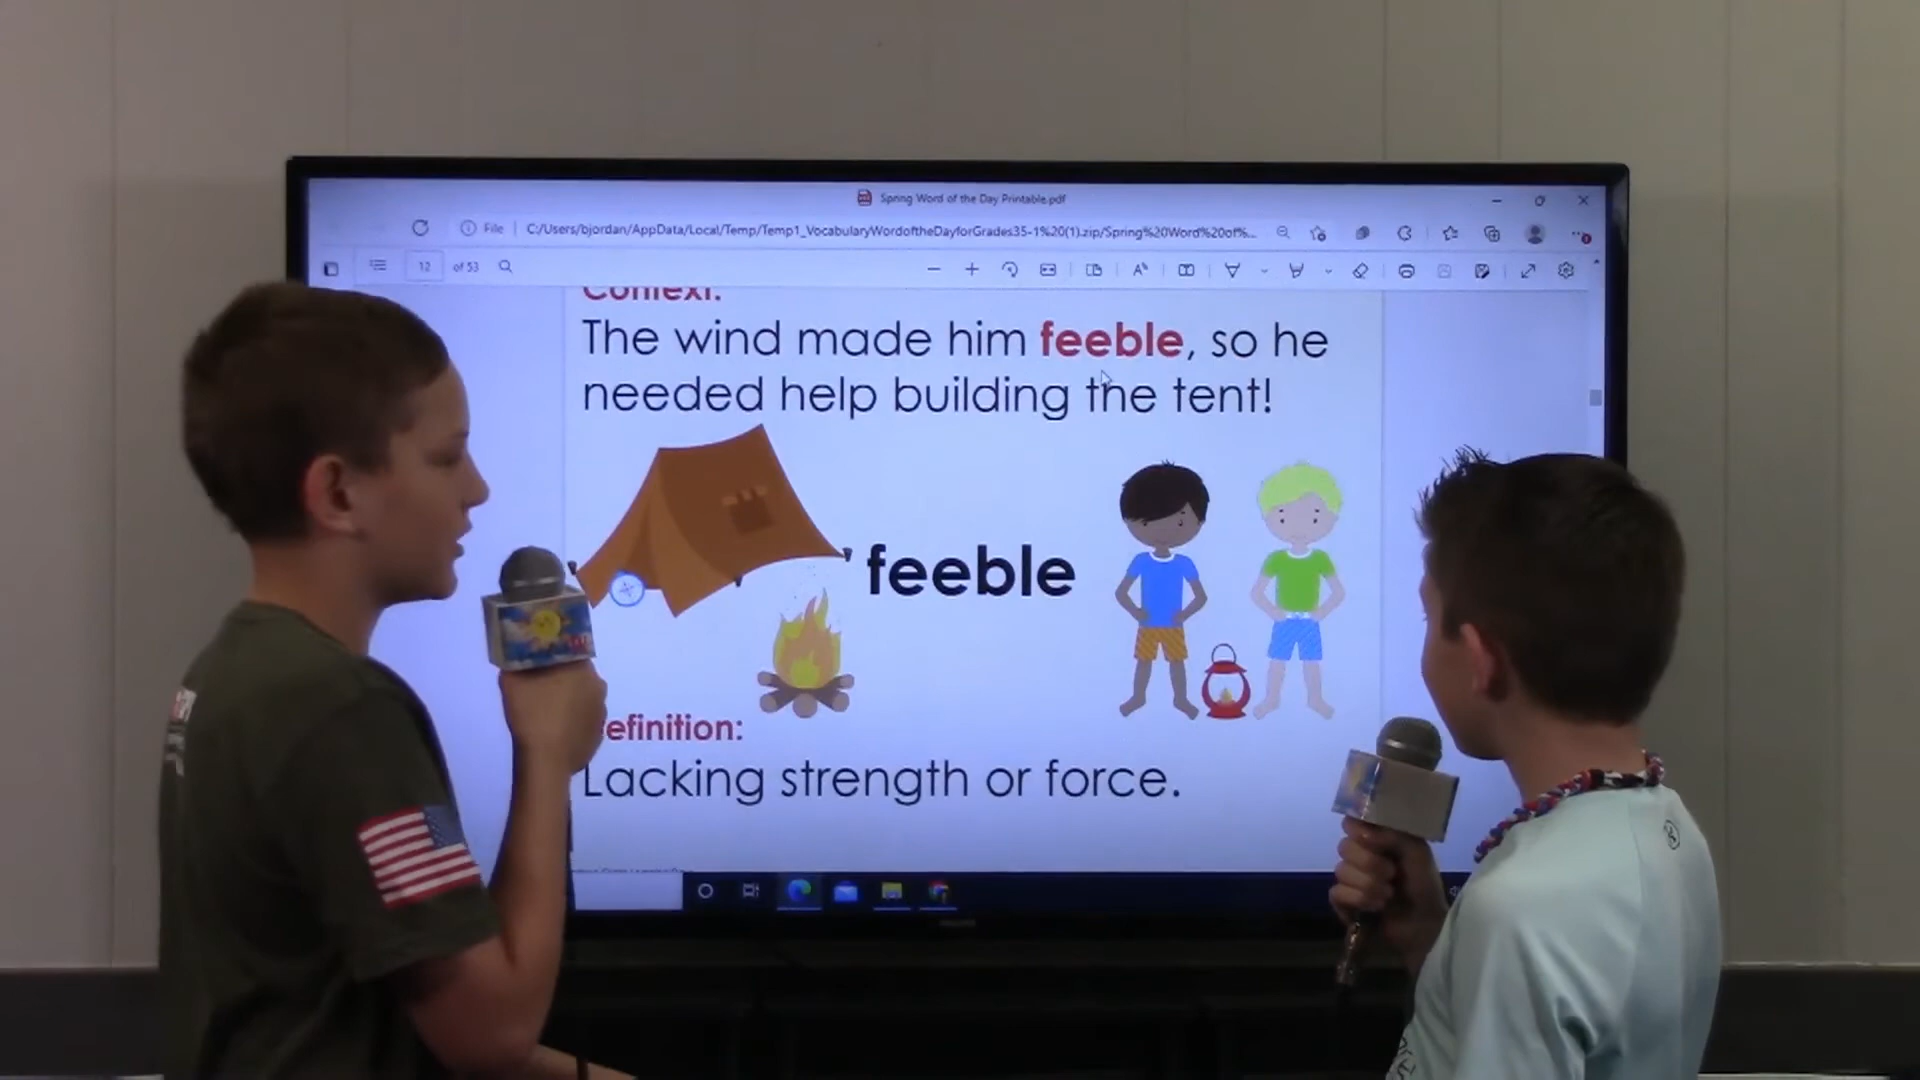 Spring Word of the Day Printable.pdf
File
C:/Users/bjordan/AppData/Local/Temp/Temp1_VocabularyWordoftheDayforGrades35-1%20(1).zip/Spring%20Word%20of%...
12 of 53
Context:
The wind made him feeble, so he
needed help building the tent!
feeble
efinition:
Lacking strength or force.